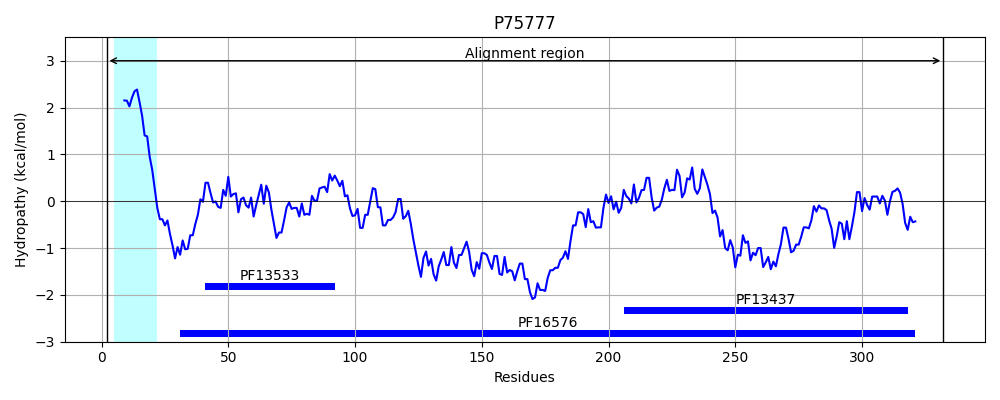 P75777
Alignment region
Hydropathy (kcal/mol)
3
2
1
0
−1
−2
−3
PF13533
PF13437
PF16576
0
50
100
150
200
250
300
Residues